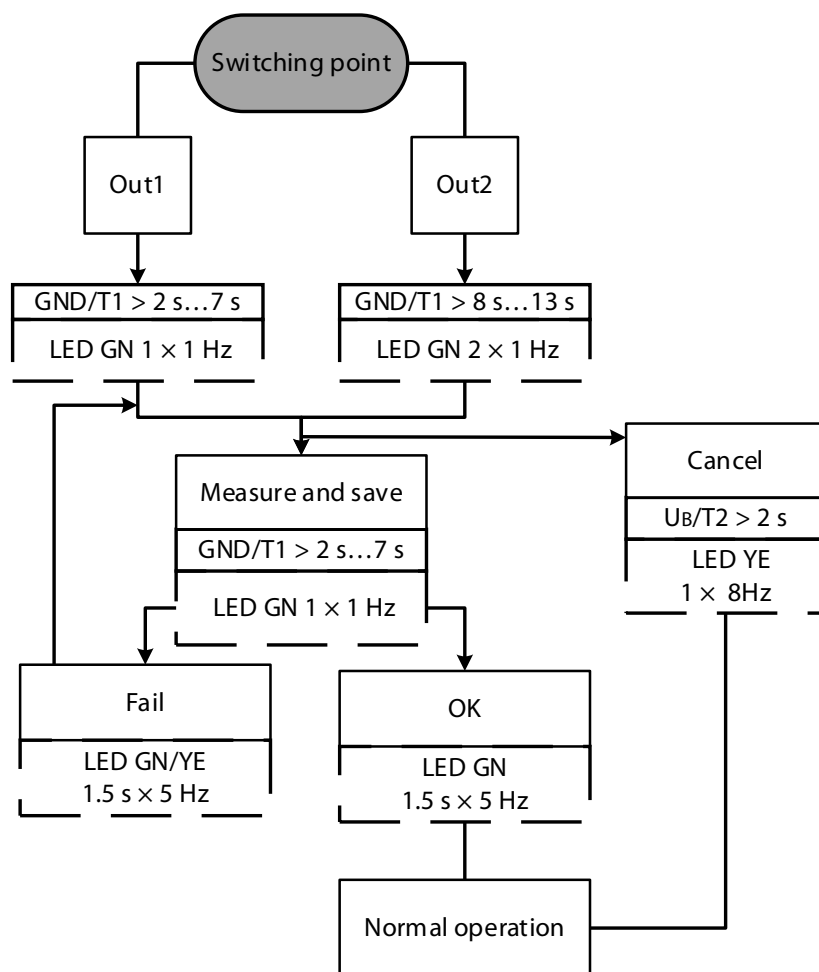 Switching point
Out1
Out2
GND/T1 > 2 s…7 s
GND/T1 > 8 s…13 s
LED GN 1 × 1 Hz
LED GN 2 × 1 Hz
Cancel
Measure and save
UB/T2 > 2 s
GND/T1 > 2 s…7 s
LED YE
1 × 8Hz
LED GN 1 × 1 Hz
Fail
OK
LED GN/YE
1.5 s × 5 Hz
LED GN
1.5 s × 5 Hz
Normal operation